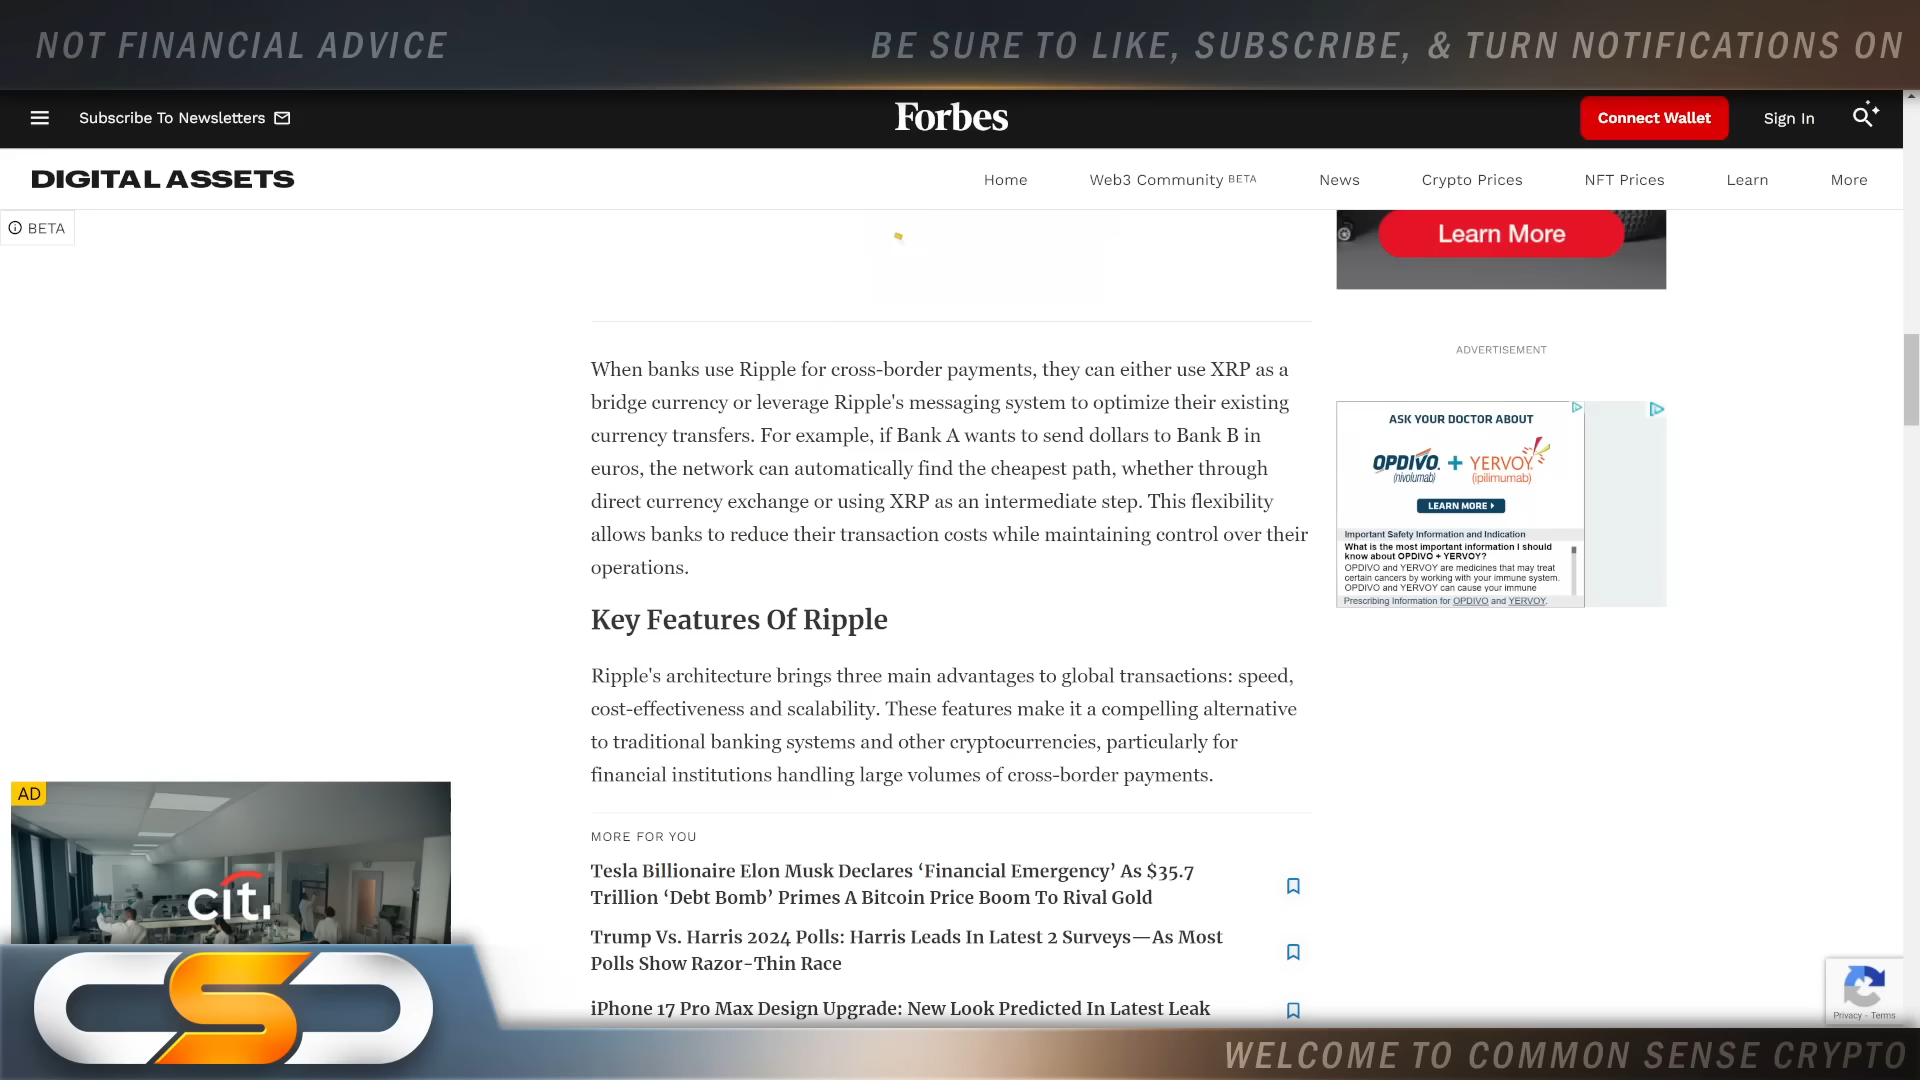 NOT FINANCIAL ADVICE
BE SURE TO LIKE, SUBSCRIBE, & TURN NOTIFICATIONS ON
Subscribe To Newsletters
Forbes
Connect Wallet
Sign In
DIGITAL ASSETS
Home
Web3 Community BETA
News
Crypto Prices
NFT Prices
Learn
More
BETA
Learn More
When banks use Ripple for cross-border payments, they can either use XRP as a
bridge currency or leverage Ripple's messaging system to optimize their existing
currency transfers. For example, if Bank A wants to send dollars to Bank B in
euros, the network can automatically find the cheapest path, whether through
direct currency exchange or using XRP as an intermediate step. This flexibility
allows banks to reduce their transaction costs while maintaining control over their
operations.
ADVERTISEMENT
ASK YOUR DOCTOR ABOUT
OPDIVO + YERVOY
(nivolumab) (ipilimumab)
LEARN MORE
Important Safety Information and Indication
What is the most important information I should
know about OPDIVO + YERVOY?
OPDIVO and YERVOY are medicines that may treat
certain cancers by working with your immune system.
OPDIVO and YERVOY can cause your immune
Prescribing Information for OPDIVO and YERVOY.
Key Features Of Ripple
Ripple's architecture brings three main advantages to global transactions: speed,
cost-effectiveness and scalability. These features make it a compelling alternative
to traditional banking systems and other cryptocurrencies, particularly for
financial institutions handling large volumes of cross-border payments.
MORE FOR YOU
Tesla Billionaire Elon Musk Declares ‘Financial Emergency’ As $35.7
Trillion ‘Debt Bomb’ Primes A Bitcoin Price Boom To Rival Gold
Trump Vs. Harris 2024 Polls: Harris Leads In Latest 2 Surveys—As Most
Polls Show Razor-Thin Race
iPhone 17 Pro Max Design Upgrade: New Look Predicted In Latest Leak
AD
citi
CSC
Privacy - Terms
WELCOME TO COMMON SENSE CRYPTO